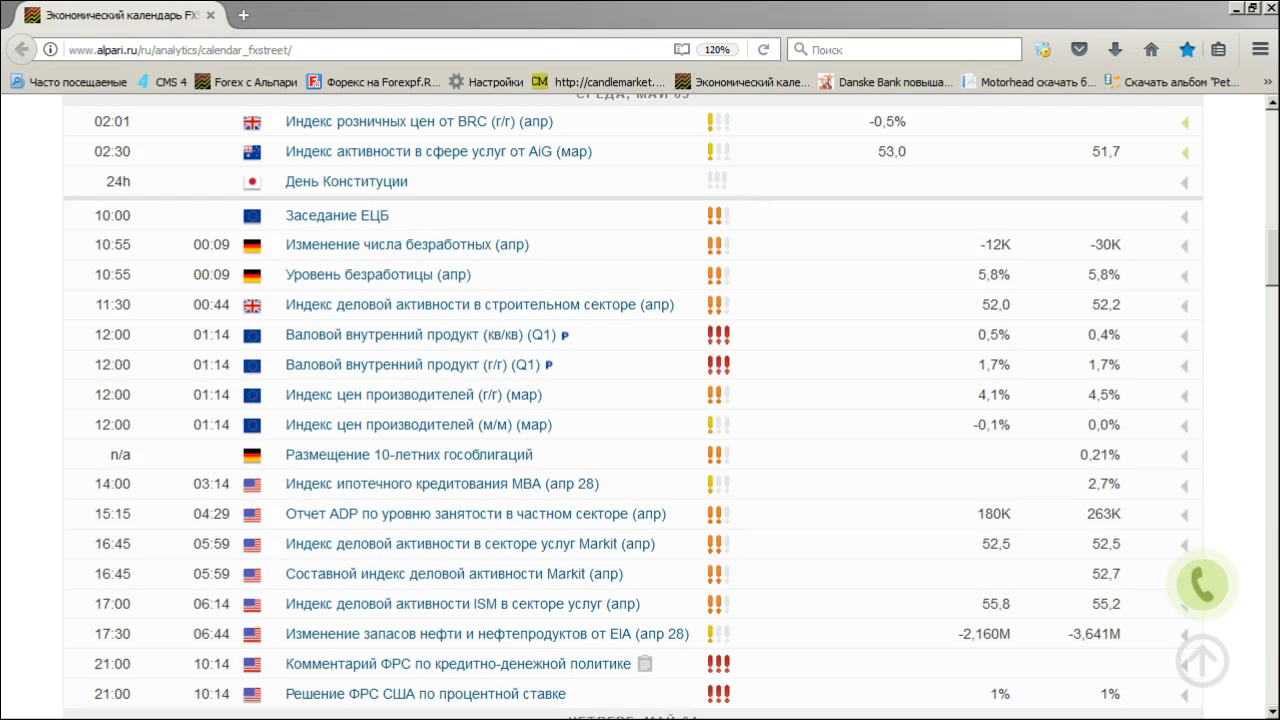 Экономический календарь FX
www.alpari.ru/ru/analytics/calendar_fxstreet/ 120% Поиск
Часто посещаемые CMS 4 Forex с Альпари Форекс на Forexpf.R... Настройки http://candlemarket.... Экономический кале... Danske Bank повыша... Motorhead скачать б... Скачать альбом "Pet... »
СРЕДА, МАЙ 03
02:01 Индекс розничных цен от BRC (г/г) (апр) -0,5%
02:30 Индекс активности в сфере услуг от AiG (мар) 53,0 51,7
24h День Конституции
10:00 Заседание ЕЦБ
10:55 00:09 Изменение числа безработных (апр) -12K -30K
10:55 00:09 Уровень безработицы (апр) 5,8% 5,8%
11:30 00:44 Индекс деловой активности в строительном секторе (апр) 52,0 52,2
12:00 01:14 Валовой внутренний продукт (кв/кв) (Q1) P 0,5% 0,4%
12:00 01:14 Валовой внутренний продукт (г/г) (Q1) P 1,7% 1,7%
12:00 01:14 Индекс цен производителей (г/г) (мар) 4,1% 4,5%
12:00 01:14 Индекс цен производителей (м/м) (мар) -0,1% 0,0%
n/a Размещение 10-летних гособлигаций 0,21%
14:00 03:14 Индекс ипотечного кредитования MBA (апр 28) 2,7%
15:15 04:29 Отчет ADP по уровню занятости в частном секторе (апр) 180K 263K
16:45 05:59 Индекс деловой активности в секторе услуг Markit (апр) 52,5 52,5
16:45 05:59 Составной индекс деловой активности Markit (апр) 52,7
17:00 06:14 Индекс деловой активности ISM в секторе услуг (апр) 55,8 55,2
17:30 06:44 Изменение запасов нефти и нефтепродуктов от EIA (апр 28) -2,160M -3,641M
21:00 10:14 Комментарий ФРС по кредитно-денежной политике
21:00 10:14 Решение ФРС США по процентной ставке 1% 1%
ЧЕТВЕРГ, МАЙ 04